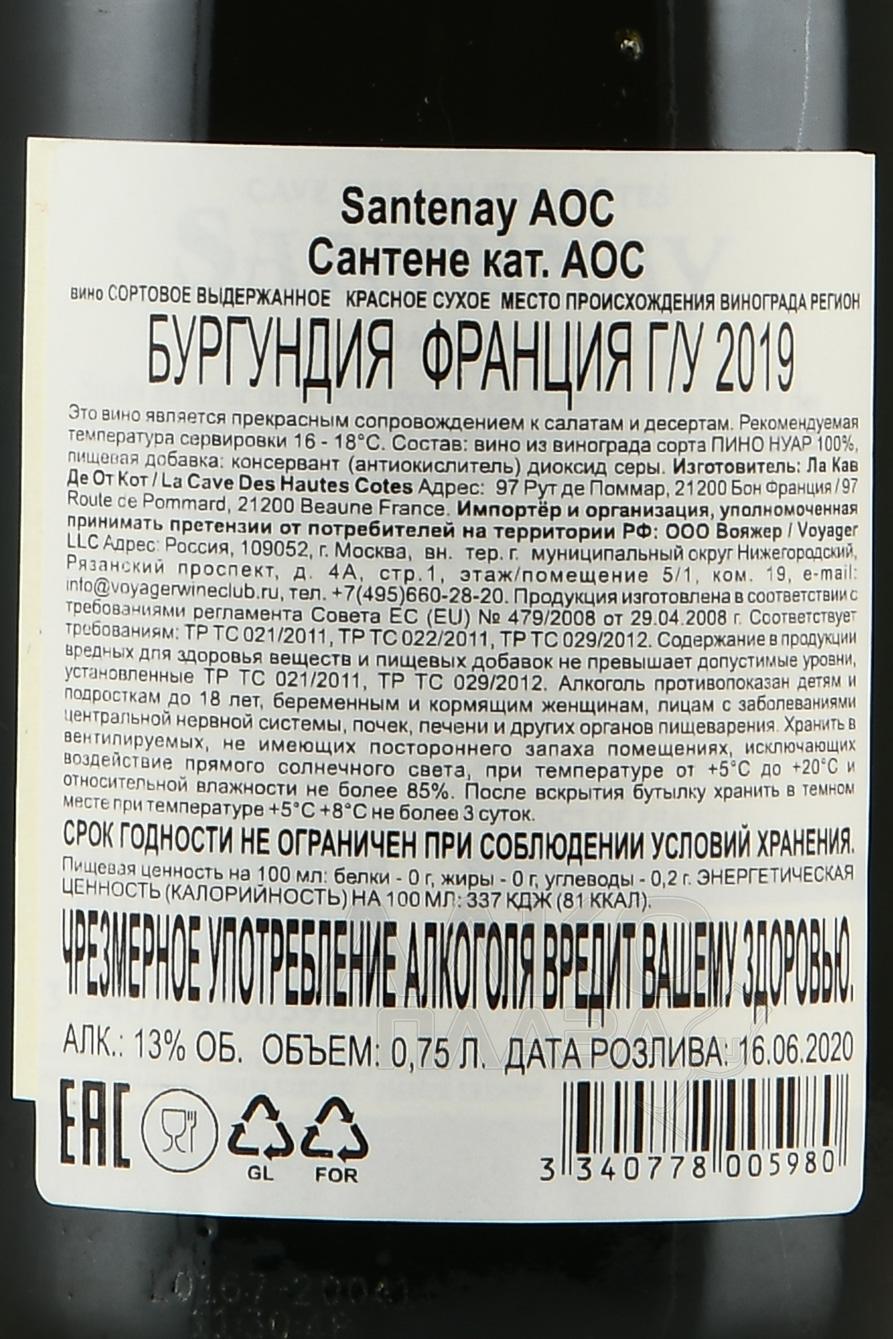 Santenay АОС
Сантене кат. АОС
вино СОРТОВОЕ ВЫДЕРЖАННОЕ КРАСНОЕ СУХОЕ МЕСТО ПРОИСХОЖДЕНИЯ ВИНОГРАДА РЕГИОН
БУРГУНДИЯ ФРАНЦИЯ Г/У 2019
Это вино является прекрасным сопровождением к салатам и десертам. Рекомендуемая
температура сервировки 16 - 18°С. Состав: вино из винограда сорта ПИНО НУАР 100%,
пищевая добавка: консервант (антиокислитель) диоксид серы. Изготовитель: Ла Кав
Де От Кот / La Cave Des Hautes Cotes Адрес: 97 Рут де Поммар, 21200 Бон Франция / 97
Route de Pommard, 21200 Beaune France. Импортёр и организация, уполномоченная
принимать претензии от потребителей на территории РФ: ООО Вояжер / Voyager
LLC Адрес: Россия, 109052, г. Москва, вн. тер. г. муниципальный округ Нижегородский,
Рязанский проспект, д. 4А, стр.1, этаж/помещение 5/1, ком. 19, e-mail:
info@voyagerwineclub.ru, тел. +7(495)660-28-20. Продукция изготовлена в соответствии с
требованиями регламента Совета ЕС (EU) № 479/2008 от 29.04.2008 г. Соответствует
требованиям: ТР ТС 021/2011, ТР ТС 022/2011, ТР ТС 029/2012. Содержание в продукции
вредных для здоровья веществ и пищевых добавок не превышает допустимые уровни,
установленные ТР ТС 021/2011, ТР ТС 029/2012. Алкоголь противопоказан детям и
подросткам до 18 лет, беременным и кормящим женщинам, лицам с заболеваниями
центральной нервной системы, почек, печени и других органов пищеварения. Хранить в
вентилируемых, не имеющих постороннего запаха помещениях, исключающих
воздействие прямого солнечного света, при температуре от +5°С до +20°С и
относительной влажности не более 85%. После вскрытия бутылку хранить в темном
месте при температуре +5°С +8°С не более 3 суток.
СРОК ГОДНОСТИ НЕ ОГРАНИЧЕН ПРИ СОБЛЮДЕНИИ УСЛОВИЙ ХРАНЕНИЯ.
Пищевая ценность на 100 мл: белки - 0 г, жиры - 0 г, углеводы - 0,2 г. ЭНЕРГЕТИЧЕСКАЯ
ЦЕННОСТЬ (КАЛОРИЙНОСТЬ) НА 100 МЛ: 337 КДЖ (81 ККАЛ).
ЧРЕЗМЕРНОЕ УПОТРЕБЛЕНИЕ АЛКОГОЛЯ ВРЕДИТ ВАШЕМУ ЗДОРОВЬЮ.
АЛК.: 13% ОБ. ОБЪЕМ: 0,75 Л. ДАТА РОЗЛИВА: 16.06.2020
EAC
GL FOR
3 340778 005980